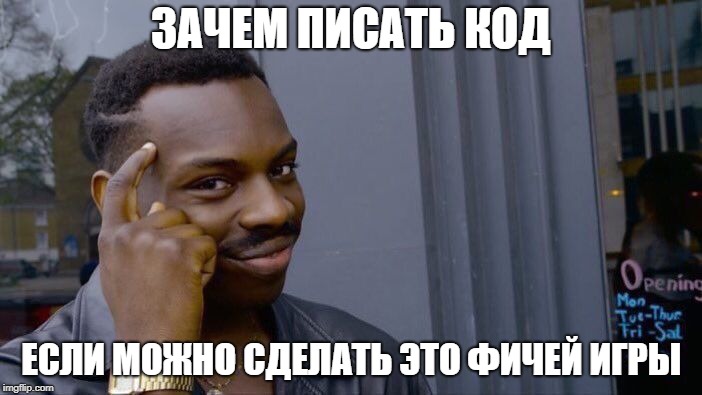 ЗАЧЕМ ПИСАТЬ КОД
Opening
Mon
Tue-Thur
Fri-Sat
ЕСЛИ МОЖНО СДЕЛАТЬ ЭТО ФИЧЕЙ ИГРЫ
imgflip.com